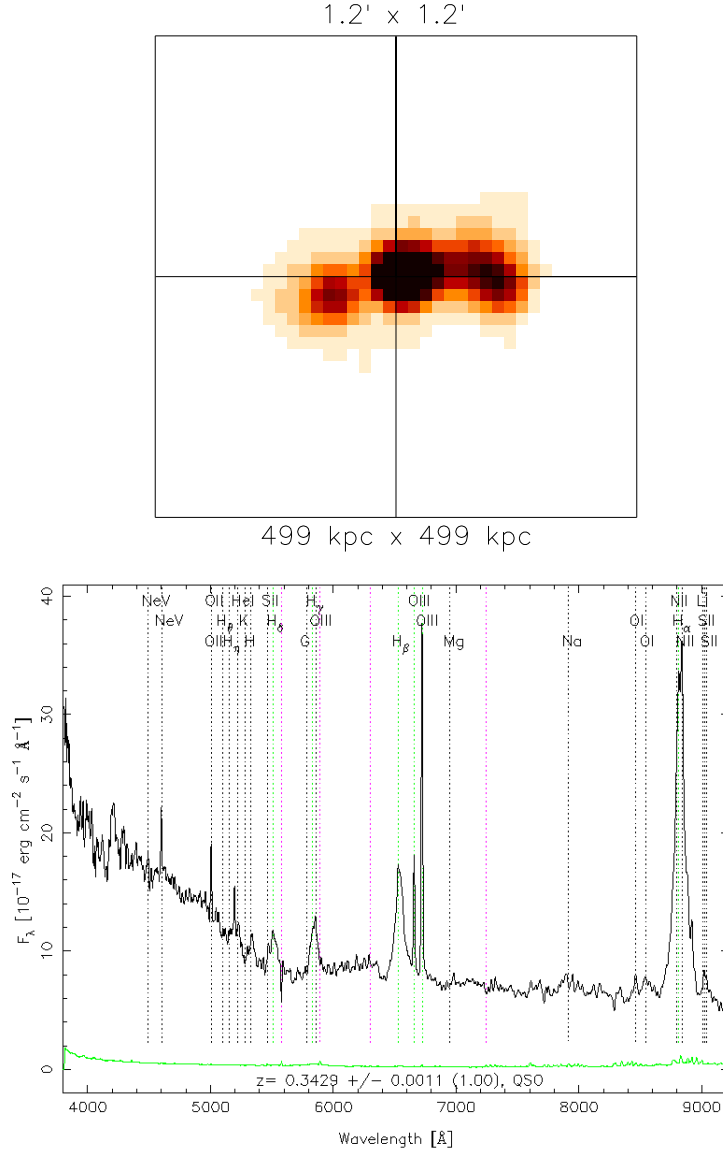 1.2' x 1.2'
499 kpc x 499 kpc
NeV OII HeI SII Hγ OIII NII Li
NeV Hθ K Hδ OIII OIII OI Hα SII
OII Hη H G Hβ Mg Na OI NII SII
40
30
20
10
0
Fλ [10⁻¹⁷ erg cm⁻² s⁻¹ Å⁻¹]
z= 0.3429 +/- 0.0011 (1.00), QSO
4000 5000 6000 7000 8000 9000
Wavelength [Å]